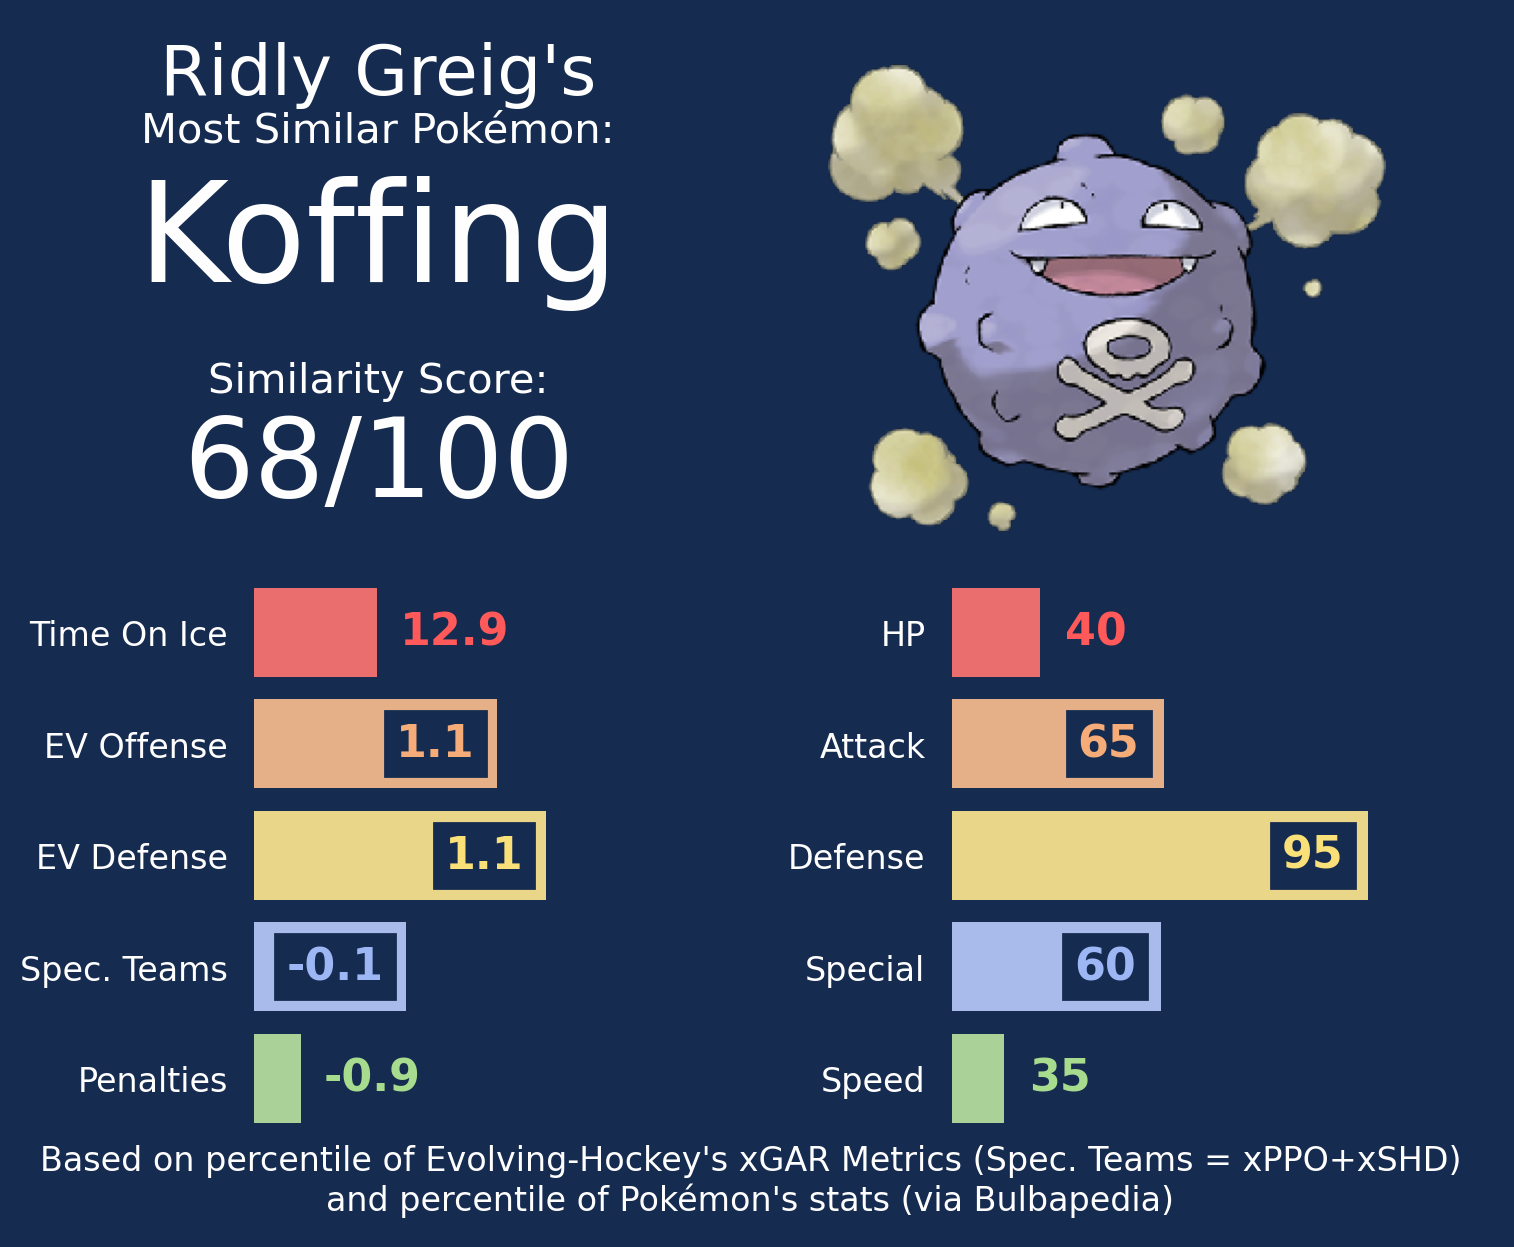 Ridly Greig's
Most Similar Pokémon:
Koffing
Similarity Score:
68/100
Time On Ice 12.9
EV Offense 1.1
EV Defense 1.1
Spec. Teams -0.1
Penalties -0.9
HP 40
Attack 65
Defense 95
Special 60
Speed 35
Based on percentile of Evolving-Hockey's xGAR Metrics (Spec. Teams = xPPO+xSHD)
and percentile of Pokémon's stats (via Bulbapedia)